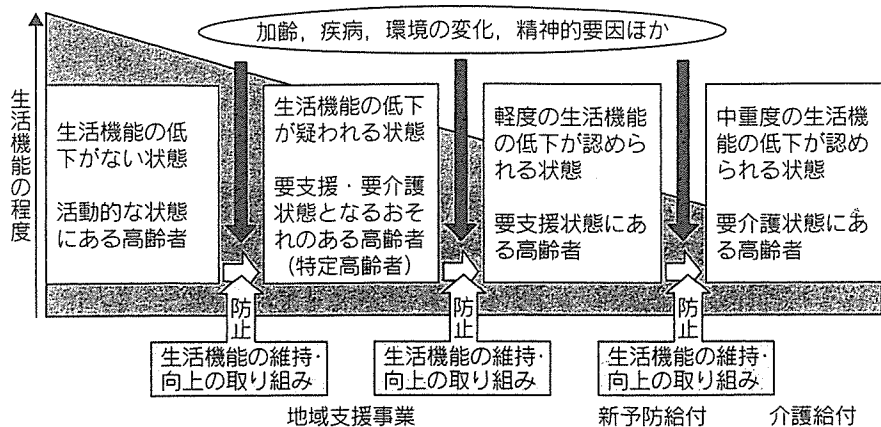 加齢，疾病，環境の変化，精神的要因ほか
生活機能の程度
生活機能の低
下がない状態
活動的な状態
にある高齢者
生活機能の低下
が疑われる状態
要支援・要介護
状態となるおそ
れのある高齢者
（特定高齢者）
軽度の生活機能
の低下が認めら
れる状態
要支援状態にあ
る高齢者
中重度の生活機
能の低下が認め
られる状態
要介護状態にあ
る高齢者
防止
防止
防止
生活機能の維持・
向上の取り組み
生活機能の維持・
向上の取り組み
生活機能の維持・
向上の取り組み
地域支援事業
新予防給付
介護給付